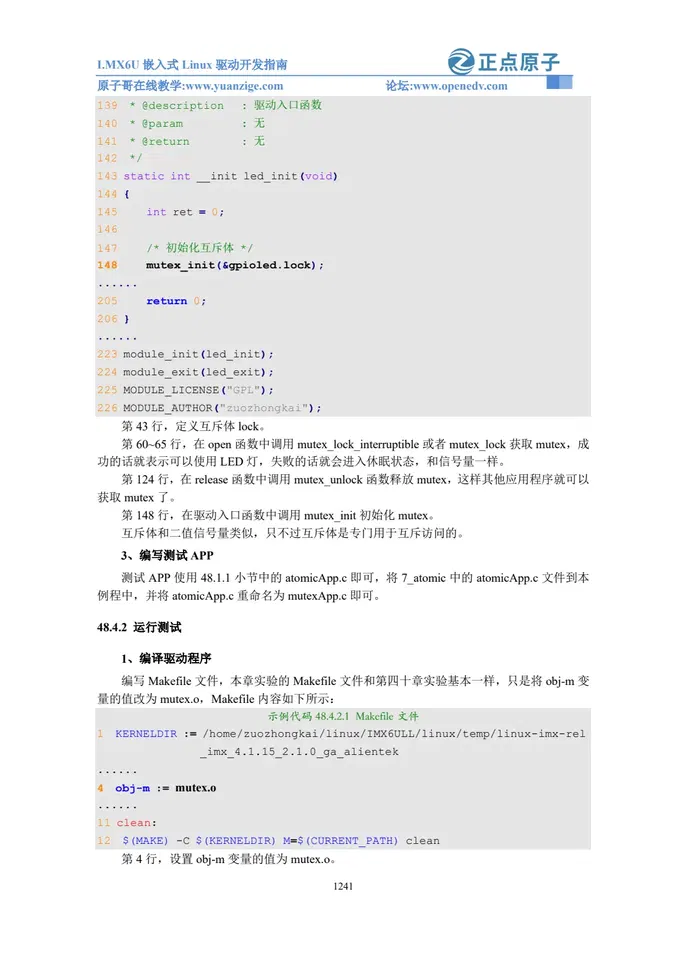 I.MX6U 嵌入式 Linux 驱动开发指南
正点原子
原子哥在线教学:www.yuanzige.com 论坛:www.openedv.com
139 * @description : 驱动入口函数
140 * @param : 无
141 * @return : 无
142 */
143 static int __init led_init(void)
144 {
145 int ret = 0;
146
147 /* 初始化互斥体 */
148 mutex_init(&gpioled.lock);
......
205 return 0;
206 }
......
223 module_init(led_init);
224 module_exit(led_exit);
225 MODULE_LICENSE("GPL");
226 MODULE_AUTHOR("zuozhongkai");
第 43 行，定义互斥体 lock。
第 60~65 行，在 open 函数中调用 mutex_lock_interruptible 或者 mutex_lock 获取 mutex，成
功的话就表示可以使用 LED 灯，失败的话就会进入休眠状态，和信号量一样。
第 124 行，在 release 函数中调用 mutex_unlock 函数释放 mutex，这样其他应用程序就可以
获取 mutex 了。
第 148 行，在驱动入口函数中调用 mutex_init 初始化 mutex。
互斥体和二值信号量类似，只不过互斥体是专门用于互斥访问的。
3、编写测试 APP
测试 APP 使用 48.1.1 小节中的 atomicApp.c 即可，将 7_atomic 中的 atomicApp.c 文件到本
例程中，并将 atomicApp.c 重命名为 mutexApp.c 即可。
48.4.2 运行测试
1、编译驱动程序
编写 Makefile 文件，本章实验的 Makefile 文件和第四十章实验基本一样，只是将 obj-m 变
量的值改为 mutex.o，Makefile 内容如下所示：
示例代码 48.4.2.1 Makefile 文件
1 KERNELDIR := /home/zuozhongkai/linux/IMX6ULL/linux/temp/linux-imx-rel
_imx_4.1.15_2.1.0_ga_alientek
......
4 obj-m := mutex.o
......
11 clean:
12 $(MAKE) -C $(KERNELDIR) M=$(CURRENT_PATH) clean
第 4 行，设置 obj-m 变量的值为 mutex.o。
1241